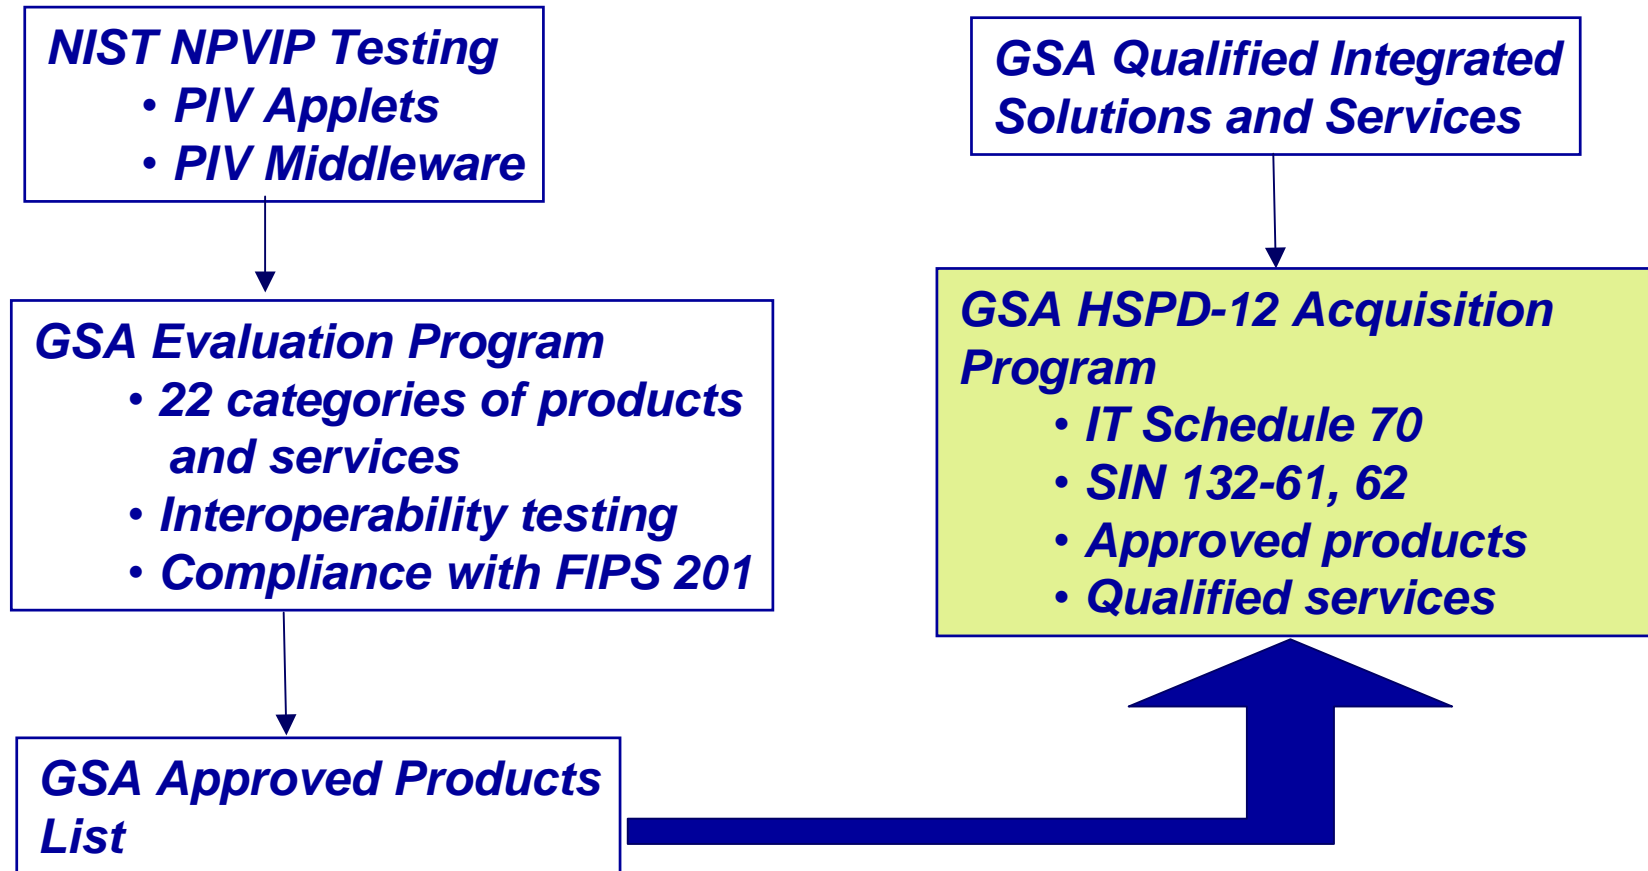 NIST NPVIP Testing
• PIV Applets
• PIV Middleware
GSA Evaluation Program
• 22 categories of products
and services
• Interoperability testing
• Compliance with FIPS 201
GSA Approved Products
List
GSA Qualified Integrated
Solutions and Services
GSA HSPD-12 Acquisition
Program
• IT Schedule 70
• SIN 132-61, 62
• Approved products
• Qualified services